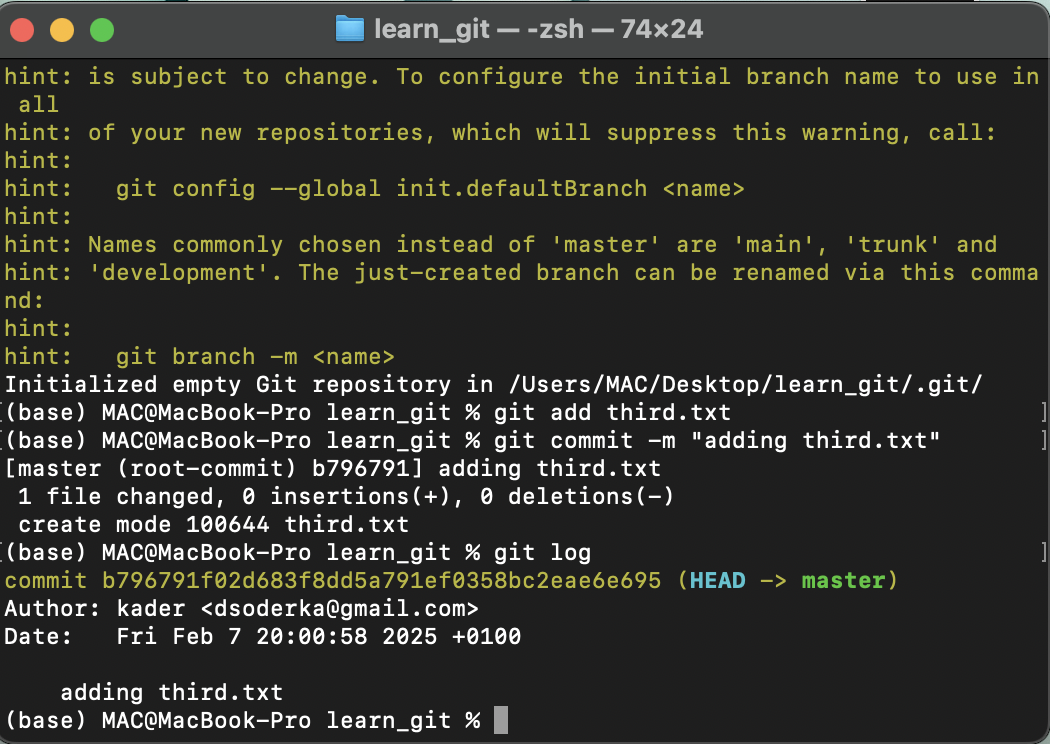 learn_git — -zsh — 74×24
hint: is subject to change. To configure the initial branch name to use in
 all
hint: of your new repositories, which will suppress this warning, call:
hint:
hint:   git config --global init.defaultBranch <name>
hint:
hint: Names commonly chosen instead of 'master' are 'main', 'trunk' and
hint: 'development'. The just-created branch can be renamed via this comma
nd:
hint:
hint:   git branch -m <name>
Initialized empty Git repository in /Users/MAC/Desktop/learn_git/.git/
[(base) MAC@MacBook-Pro learn_git % git add third.txt ]
[(base) MAC@MacBook-Pro learn_git % git commit -m "adding third.txt" ]
[master (root-commit) b796791] adding third.txt
 1 file changed, 0 insertions(+), 0 deletions(-)
 create mode 100644 third.txt
[(base) MAC@MacBook-Pro learn_git % git log ]
commit b796791f02d683f8dd5a791ef0358bc2eae6e695 (HEAD -> master)
Author: kader <dsoderka@gmail.com>
Date:   Fri Feb 7 20:00:58 2025 +0100

    adding third.txt
(base) MAC@MacBook-Pro learn_git %